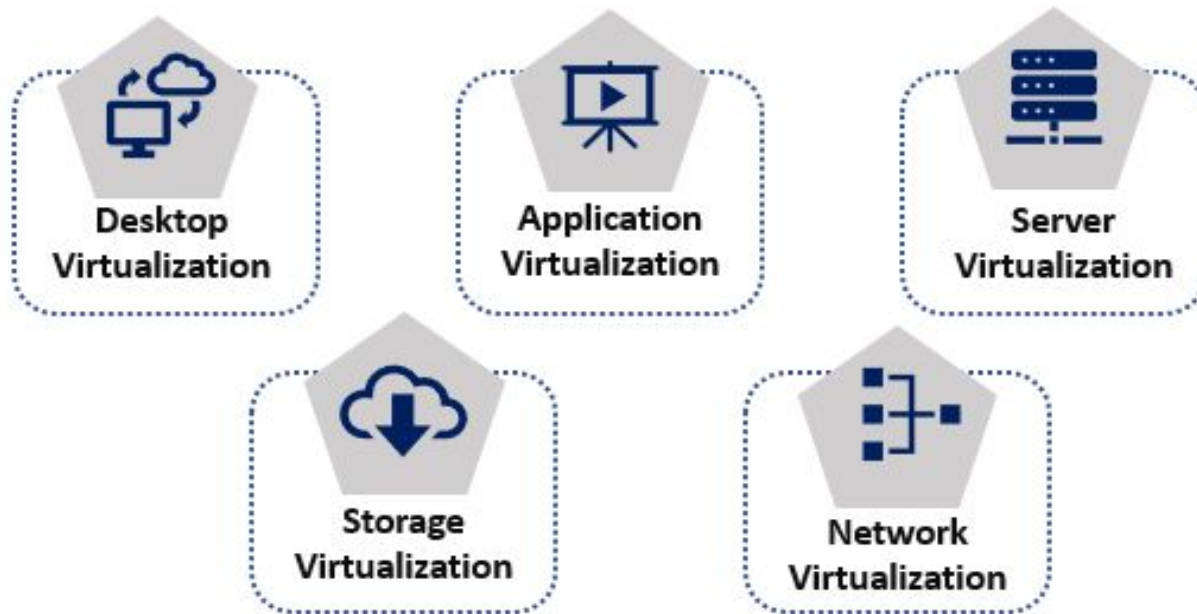 Desktop
Virtualization
Application
Virtualization
Server
Virtualization
Storage
Virtualization
Network
Virtualization